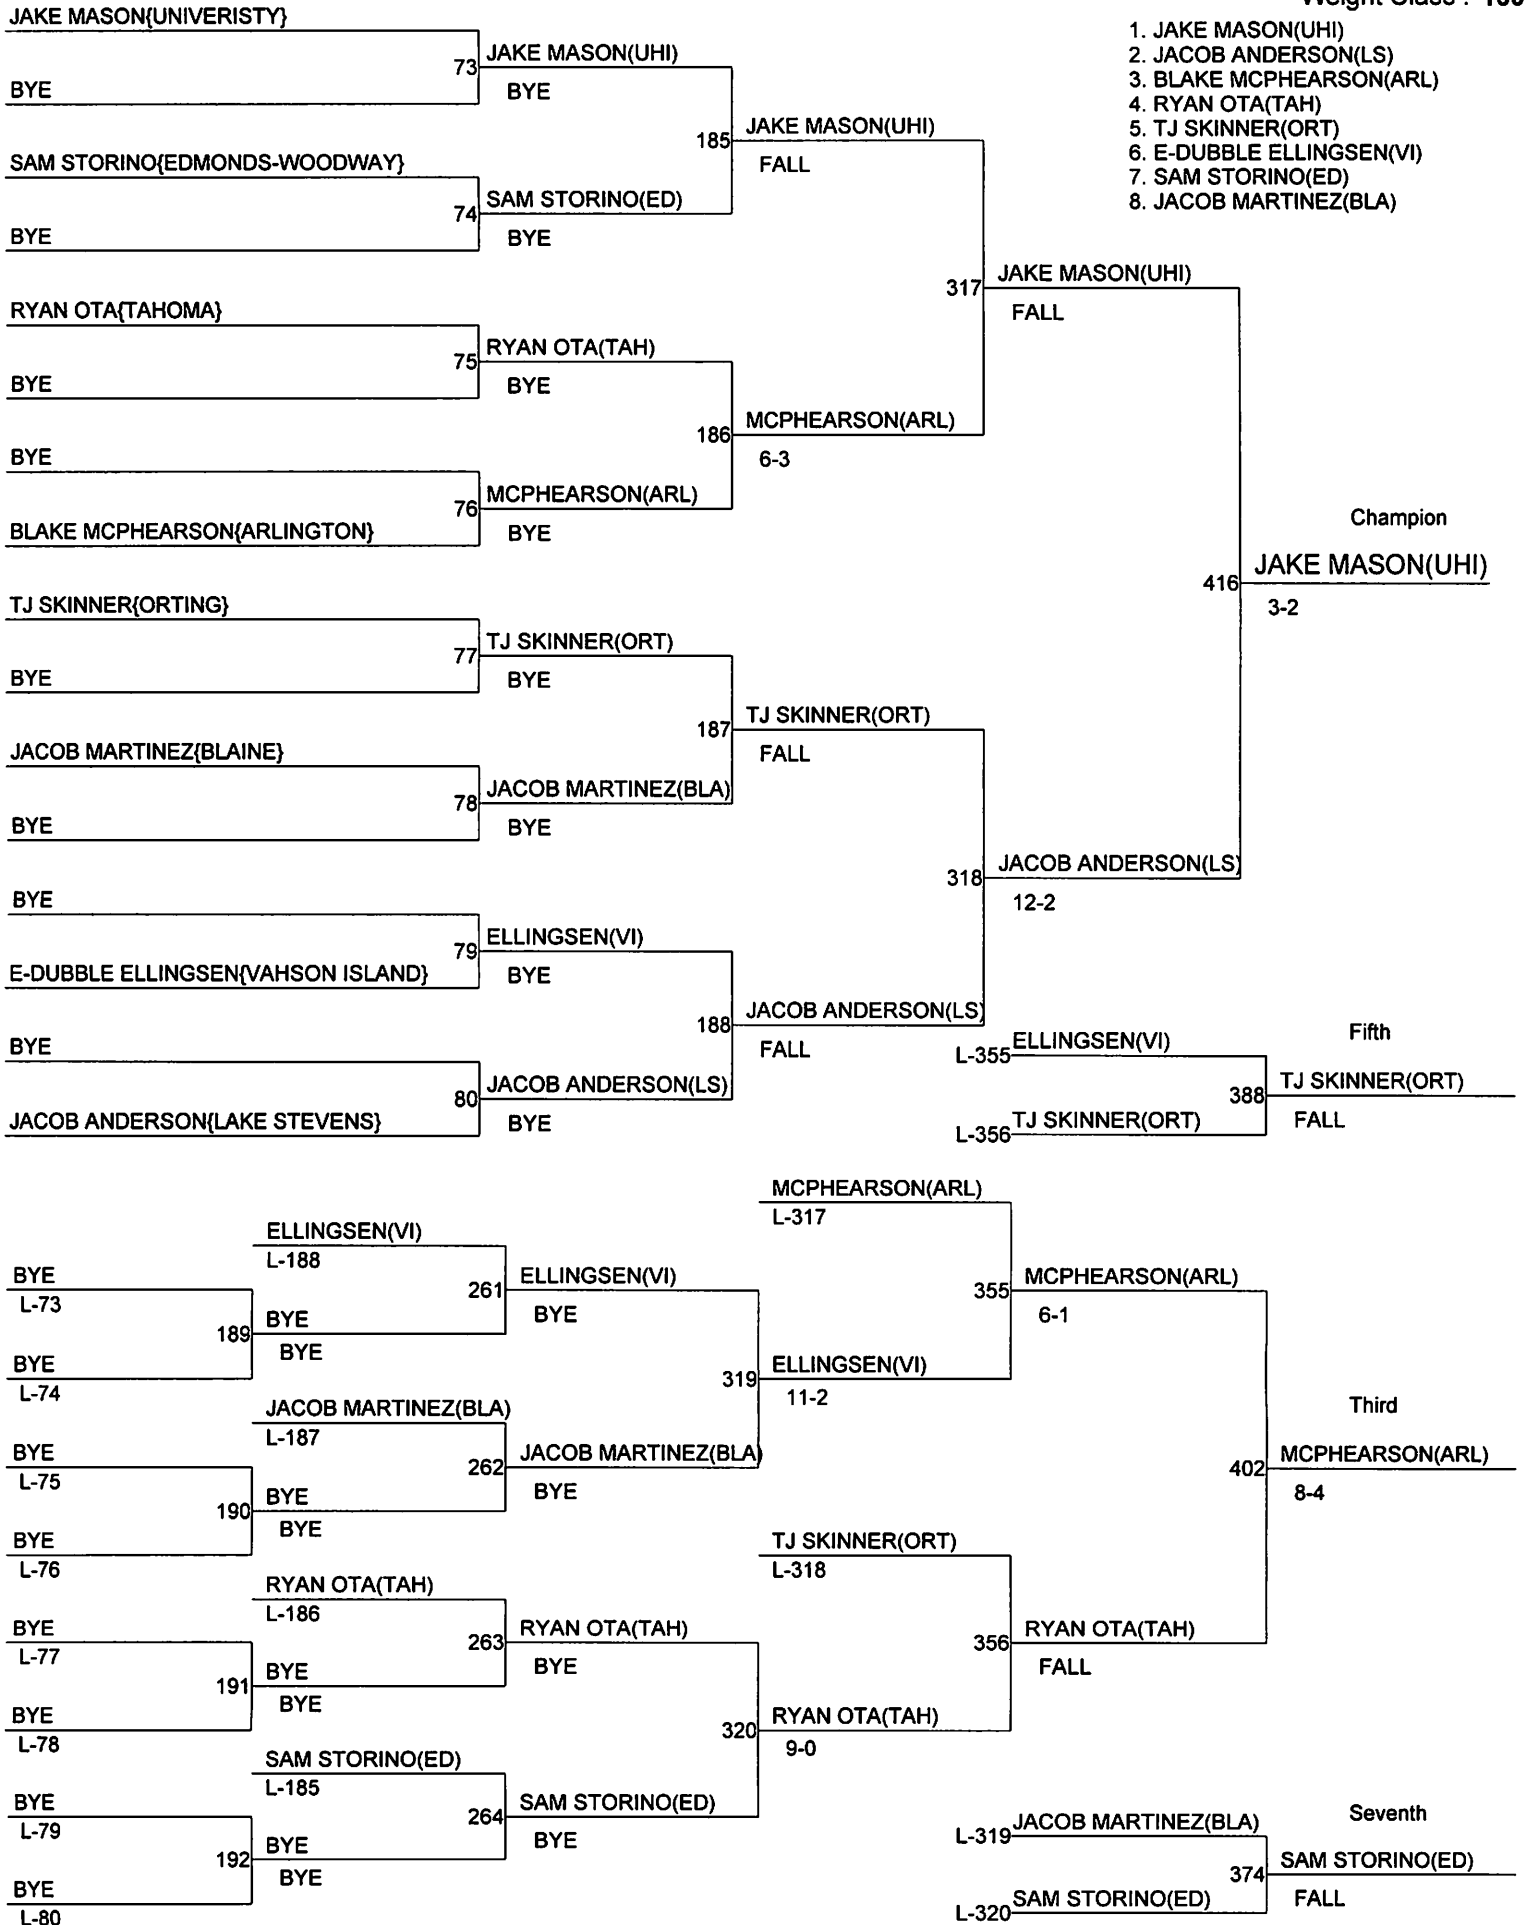 Weight Class :
JAKE MASON{UNIVERISTY}
73
JAKE MASON(UHI)
BYE
BYE
1. JAKE MASON(UHI)
2. JACOB ANDERSON(LS)
3. BLAKE MCPHEARSON(ARL)
4. RYAN OTA(TAH)
5. TJ SKINNER(ORT)
6. E-DUBBLE ELLINGSEN(VI)
7. SAM STORINO(ED)
8. JACOB MARTINEZ(BLA)
185
JAKE MASON(UHI)
FALL
SAM STORINO{EDMONDS-WOODWAY}
74
SAM STORINO(ED)
BYE
BYE
317
JAKE MASON(UHI)
FALL
RYAN OTA{TAHOMA}
75
RYAN OTA(TAH)
BYE
BYE
186
MCPHEARSON(ARL)
6-3
BYE
76
MCPHEARSON(ARL)
BYE
BLAKE MCPHEARSON{ARLINGTON}
Champion
416
JAKE MASON(UHI)
3-2
TJ SKINNER{ORTING}
77
TJ SKINNER(ORT)
BYE
BYE
187
TJ SKINNER(ORT)
FALL
JACOB MARTINEZ{BLAINE}
78
JACOB MARTINEZ(BLA)
BYE
BYE
318
JACOB ANDERSON(LS)
12-2
BYE
79
ELLINGSEN(VI)
BYE
E-DUBBLE ELLINGSEN{VAHSON ISLAND}
188
JACOB ANDERSON(LS)
FALL
BYE
80
JACOB ANDERSON(LS)
BYE
JACOB ANDERSON{LAKE STEVENS}
Fifth
L-355
ELLINGSEN(VI)
388
TJ SKINNER(ORT)
FALL
L-356
TJ SKINNER(ORT)
MCPHEARSON(ARL)
L-317
ELLINGSEN(VI)
L-188
BYE
L-73
261
ELLINGSEN(VI)
BYE
355
MCPHEARSON(ARL)
6-1
189
BYE
BYE
BYE
L-74
319
ELLINGSEN(VI)
11-2
JACOB MARTINEZ(BLA)
L-187
Third
BYE
L-75
262
JACOB MARTINEZ(BLA)
BYE
402
MCPHEARSON(ARL)
8-4
190
BYE
BYE
BYE
L-76
TJ SKINNER(ORT)
L-318
RYAN OTA(TAH)
L-186
BYE
L-77
263
RYAN OTA(TAH)
BYE
356
RYAN OTA(TAH)
FALL
191
BYE
BYE
BYE
L-78
320
RYAN OTA(TAH)
9-0
SAM STORINO(ED)
L-185
BYE
L-79
264
SAM STORINO(ED)
BYE
Seventh
L-319
JACOB MARTINEZ(BLA)
192
BYE
BYE
374
SAM STORINO(ED)
FALL
BYE
L-80
L-320
SAM STORINO(ED)